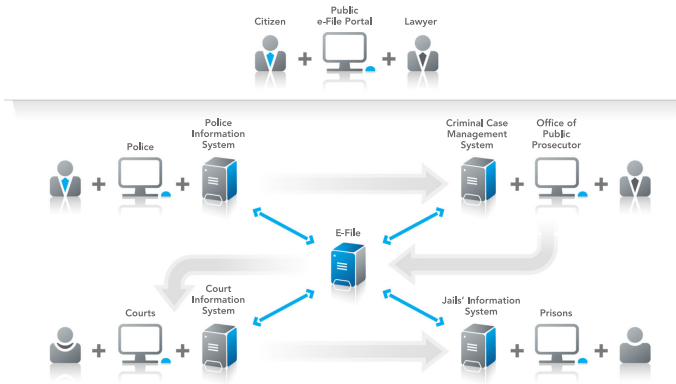 Citizen
Public
e-File Portal
Lawyer
Police
Police
Information
System
Criminal Case
Management
System
Office of
Public
Prosecutor
E-File
Courts
Court
Information
System
Jails' Information
System
Prisons